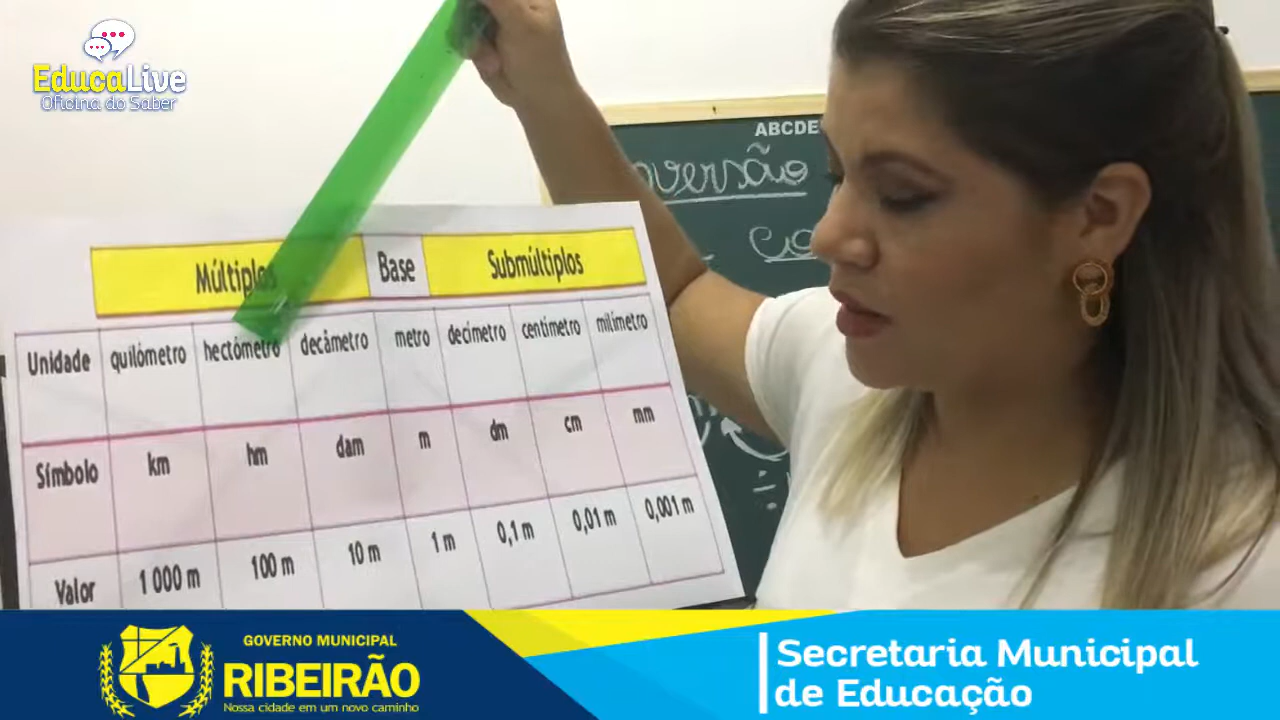 EducaLive
Oficina do Saber
ABCDE
versão
Múltiplos Base Submúltiplos
Unidade quilômetro hectômetro decâmetro metro decímetro centímetro milímetro
Símbolo km hm dam m dm cm mm
Valor 1 000 m 100 m 10 m 1 m 0,1 m 0,01 m 0,001 m
GOVERNO MUNICIPAL
RIBEIRÃO
Nossa cidade em um novo caminho
Secretaria Municipal
de Educação